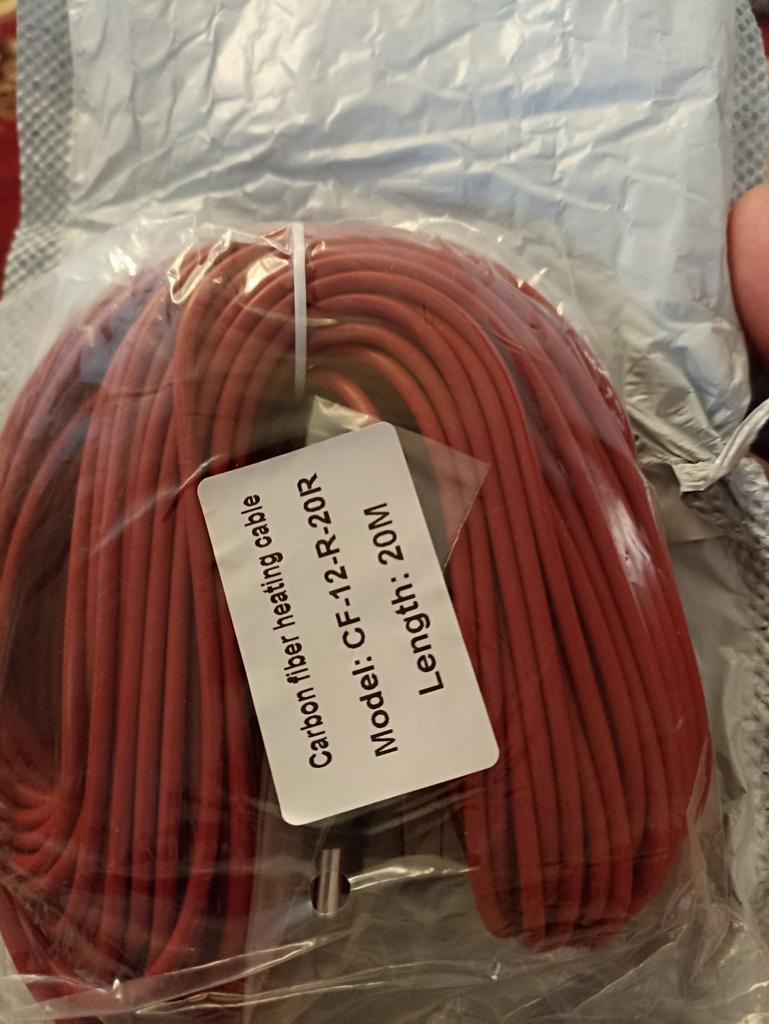 Carbon fiber heating cable
Model: CF-12-R-20R
Length: 20M